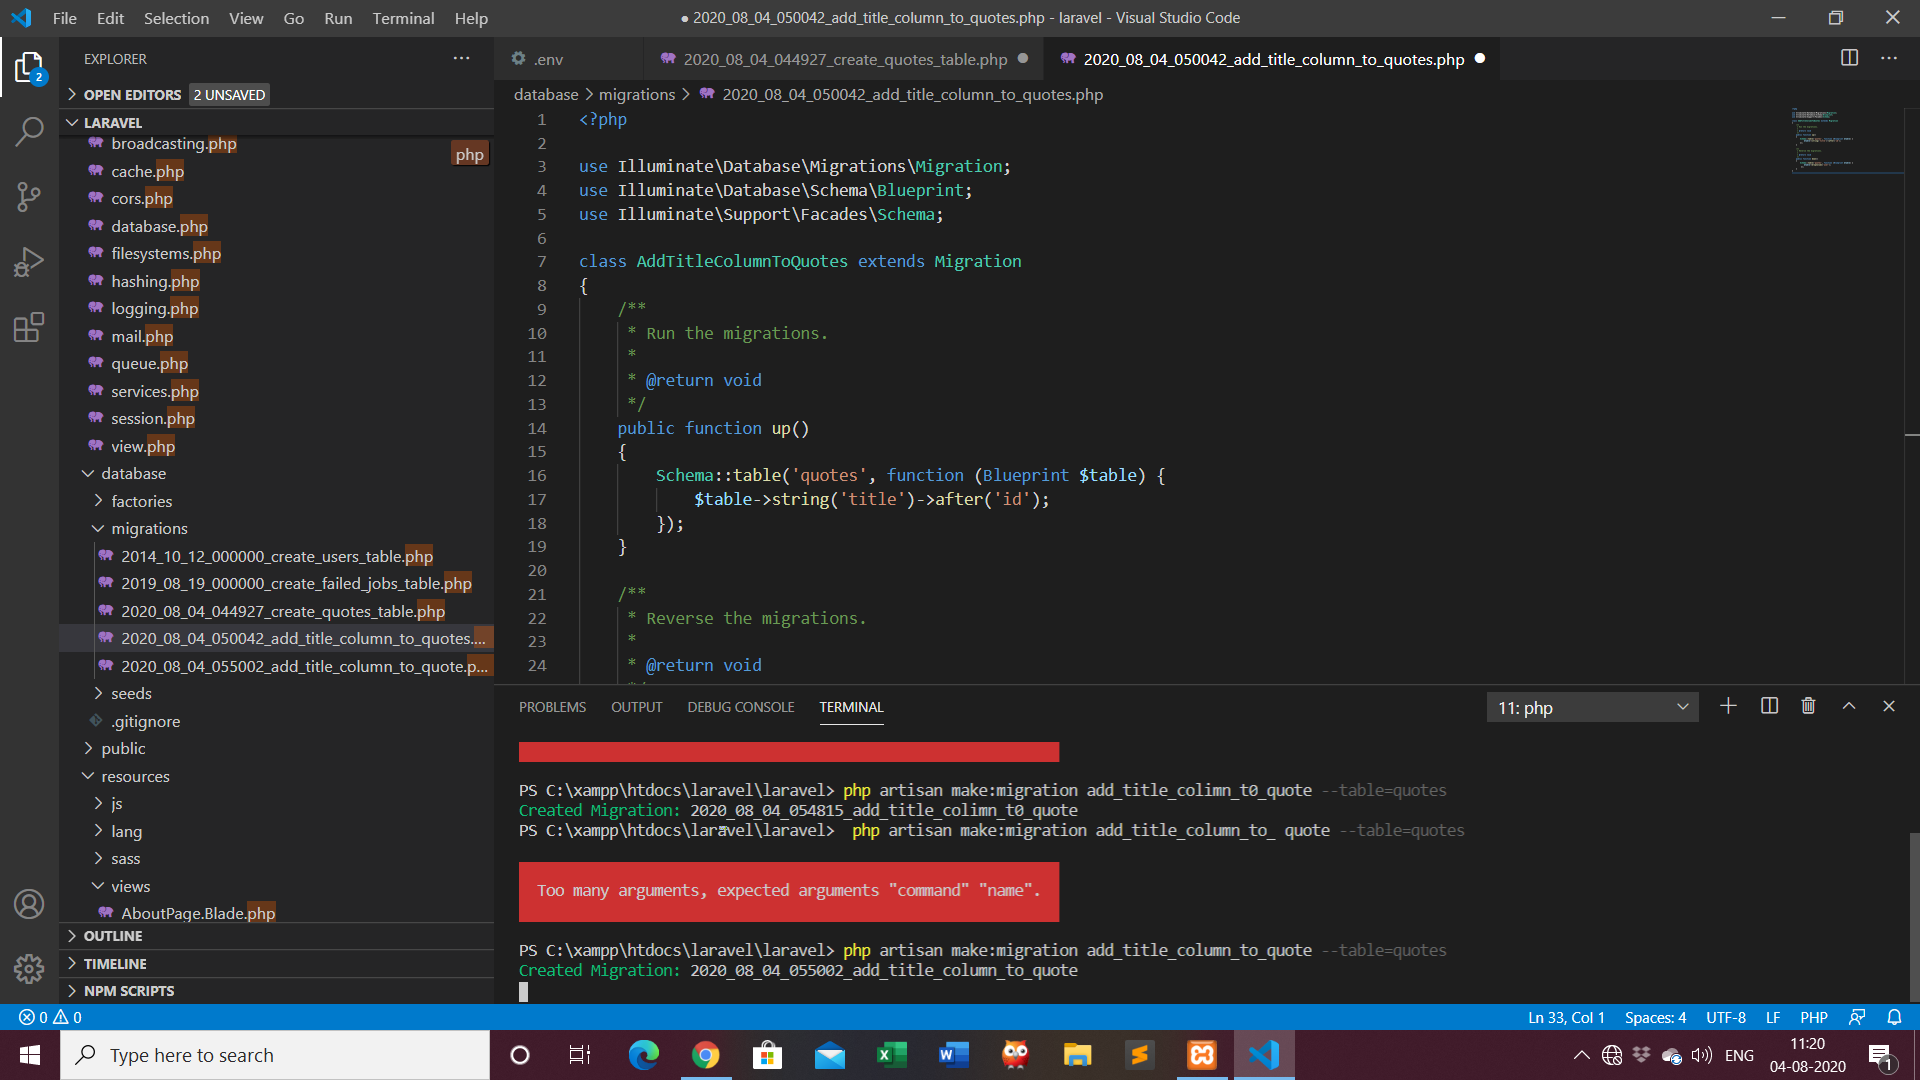 File Edit Selection View Go Run Terminal Help
● 2020_08_04_050042_add_title_column_to_quotes.php - laravel - Visual Studio Code
EXPLORER
OPEN EDITORS 2 UNSAVED
LARAVEL
broadcasting.php
php
cache.php
cors.php
database.php
filesystems.php
hashing.php
logging.php
mail.php
queue.php
services.php
session.php
view.php
database
factories
migrations
2014_10_12_000000_create_users_table.php
2019_08_19_000000_create_failed_jobs_table.php
2020_08_04_044927_create_quotes_table.php
2020_08_04_050042_add_title_column_to_quotes....
2020_08_04_055002_add_title_column_to_quote.p...
seeds
.gitignore
public
resources
js
lang
sass
views
AboutPage.Blade.php
OUTLINE
TIMELINE
NPM SCRIPTS
2
.env
2020_08_04_044927_create_quotes_table.php
2020_08_04_050042_add_title_column_to_quotes.php
database > migrations > 2020_08_04_050042_add_title_column_to_quotes.php
1 <?php
2
3 use Illuminate\Database\Migrations\Migration;
4 use Illuminate\Database\Schema\Blueprint;
5 use Illuminate\Support\Facades\Schema;
6
7 class AddTitleColumnToQuotes extends Migration
8 {
9 /**
10 * Run the migrations.
11 *
12 * @return void
13 */
14 public function up()
15 {
16 Schema::table('quotes', function (Blueprint $table) {
17 $table->string('title')->after('id');
18 });
19 }
20
21 /**
22 * Reverse the migrations.
23 *
24 * @return void
PROBLEMS OUTPUT DEBUG CONSOLE TERMINAL
11: php
PS C:\xampp\htdocs\laravel\laravel> php artisan make:migration add_title_colimn_t0_quote --table=quotes
Created Migration: 2020_08_04_054815_add_title_colimn_t0_quote
PS C:\xampp\htdocs\laravel\laravel>  php artisan make:migration add_title_column_to_ quote --table=quotes
Too many arguments, expected arguments "command" "name".
PS C:\xampp\htdocs\laravel\laravel> php artisan make:migration add_title_column_to_quote --table=quotes
Created Migration: 2020_08_04_055002_add_title_column_to_quote
0 0
Ln 33, Col 1 Spaces: 4 UTF-8 LF PHP
Type here to search
ENG
11:20
04-08-2020
1